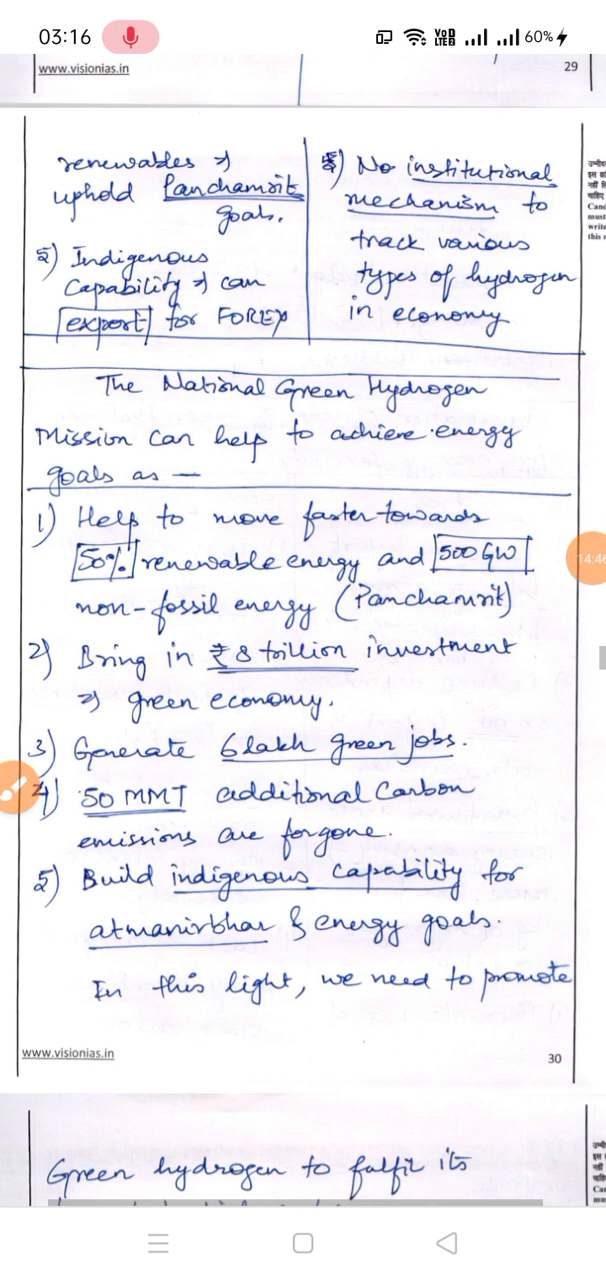 03:16
VoD LTE2
60%
www.visionias.in
29
renewables →
uphold Panchamrit
goals.
5) Indigenous
Capability → can
export for FOREX
5) No institutional
mechanism to
track various
types of hydrogen
in economy
The National Green Hydrogen
Mission can help to achieve energy
goals as —
1) Help to move faster towards
50% renewable energy and 500 GW
non-fossil energy (Panchamrit)
2) Bring in ₹ 8 trillion investment
⇒ green economy.
3) Generate 6 lakh green jobs.
4) 50 MMT additional Carbon
emissions are forgone.
5) Build indigenous capability for
atmanirbhar & energy goals.
In this light, we need to promote
www.visionias.in
30
Green hydrogen to fulfil its
14:46